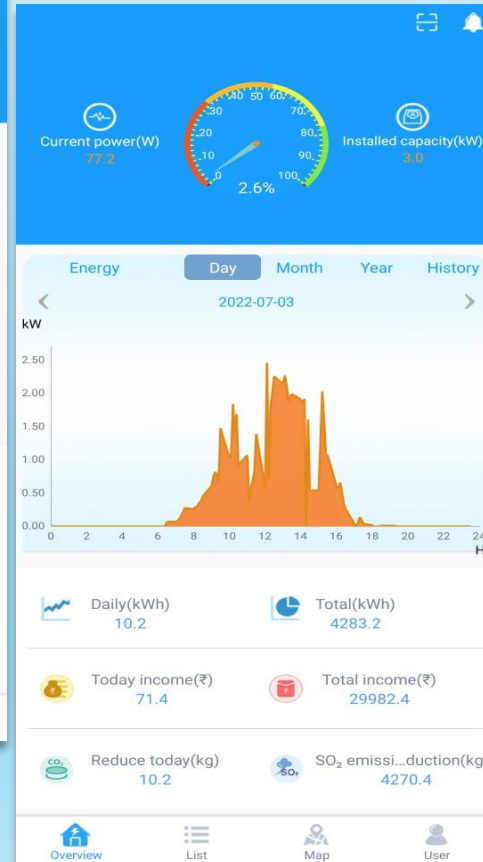 Current power(W)
77.2
0
10
20
30
40
50
60
70
80
90
100
2.6%
Installed capacity(kW)
3.0
Energy Day Month Year History
2022-07-03
kW
2.50
2.00
1.50
1.00
0.50
0.00
0 2 4 6 8 10 12 14 16 18 20 22 24
H
Daily(kWh) Total(kWh)
10.2 4283.2
Today income(₹) Total income(₹)
71.4 29982.4
CO₂ Reduce today(kg) SO₂ SO₂ emissi...duction(kg
10.2 4270.4
Overview List Map User